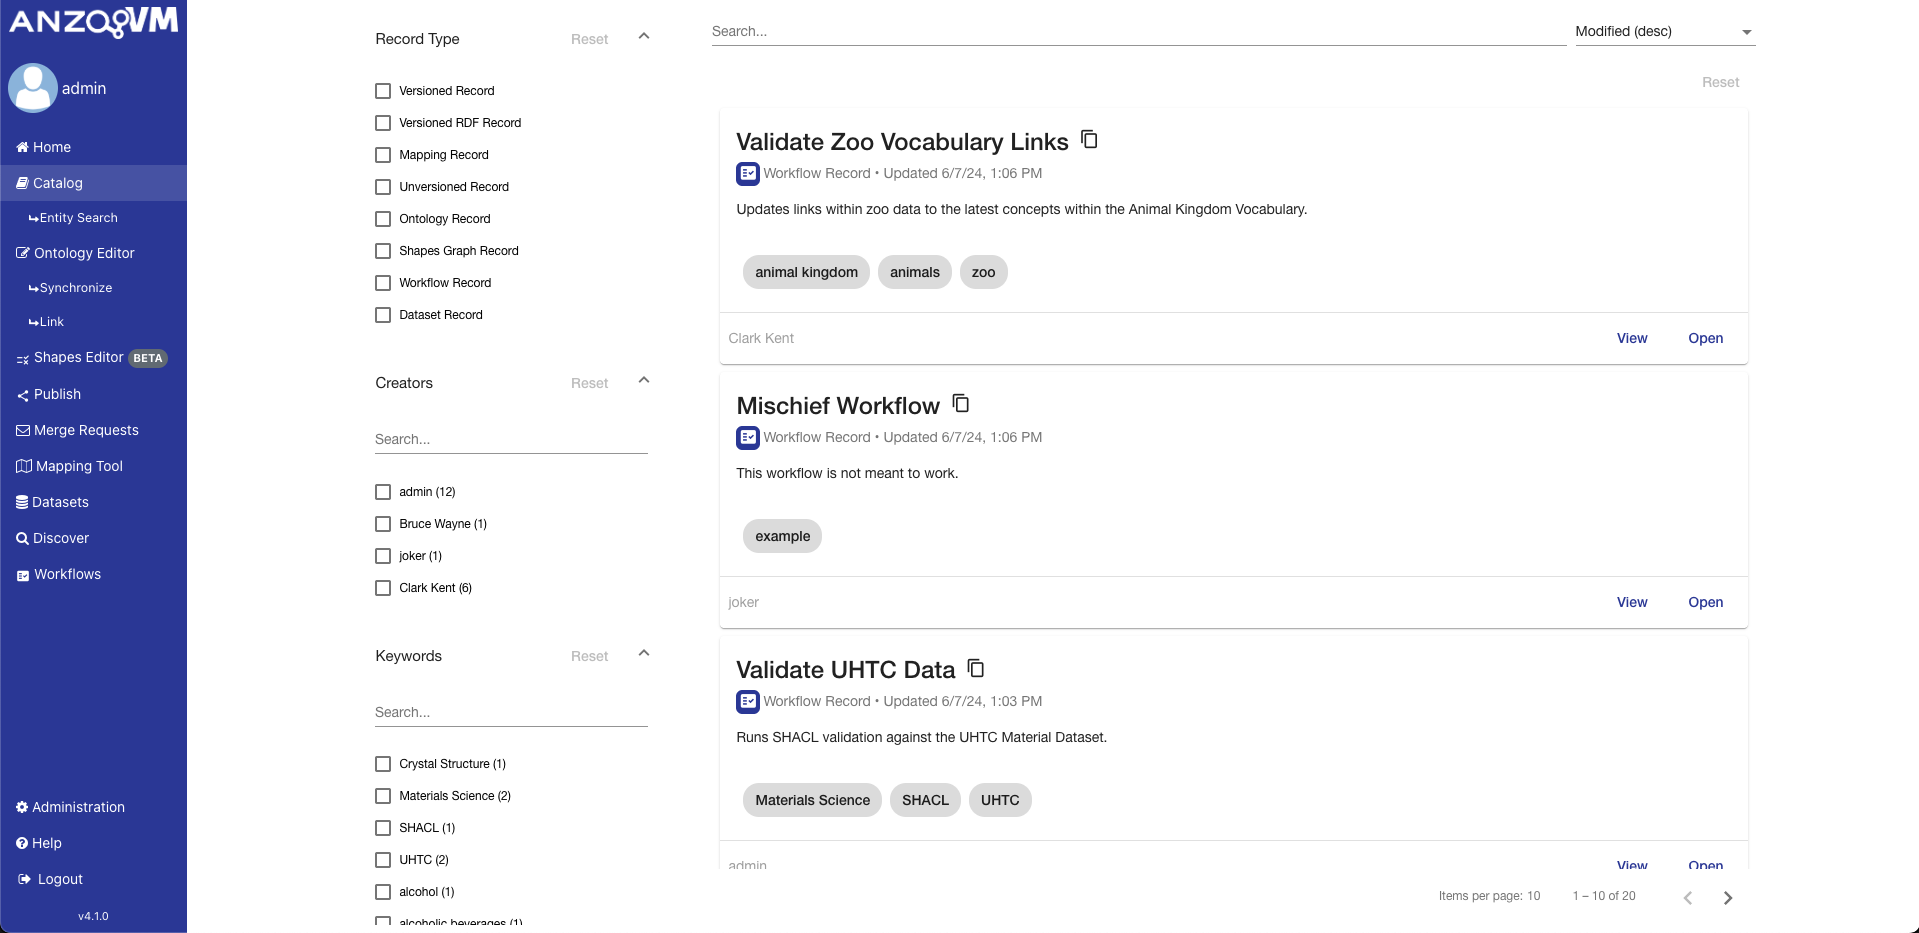 ANZO VM
admin
Home
Catalog
Entity Search
Ontology Editor
Synchronize
Link
Shapes Editor BETA
Publish
Merge Requests
Mapping Tool
Datasets
Discover
Workflows
Administration
Help
Logout
v4.1.0
Record Type Reset
Versioned Record
Versioned RDF Record
Mapping Record
Unversioned Record
Ontology Record
Shapes Graph Record
Workflow Record
Dataset Record
Creators Reset
Search...
admin (12)
Bruce Wayne (1)
joker (1)
Clark Kent (6)
Keywords Reset
Search...
Crystal Structure (1)
Materials Science (2)
SHACL (1)
UHTC (2)
alcohol (1)
alcoholic beverages (1)
Search... Modified (desc)
Reset
Validate Zoo Vocabulary Links
Workflow Record • Updated 6/7/24, 1:06 PM
Updates links within zoo data to the latest concepts within the Animal Kingdom Vocabulary.
animal kingdom animals zoo
Clark Kent View Open
Mischief Workflow
Workflow Record • Updated 6/7/24, 1:06 PM
This workflow is not meant to work.
example
joker View Open
Validate UHTC Data
Workflow Record • Updated 6/7/24, 1:03 PM
Runs SHACL validation against the UHTC Material Dataset.
Materials Science SHACL UHTC
admin View Open
Items per page: 10 1 – 10 of 20